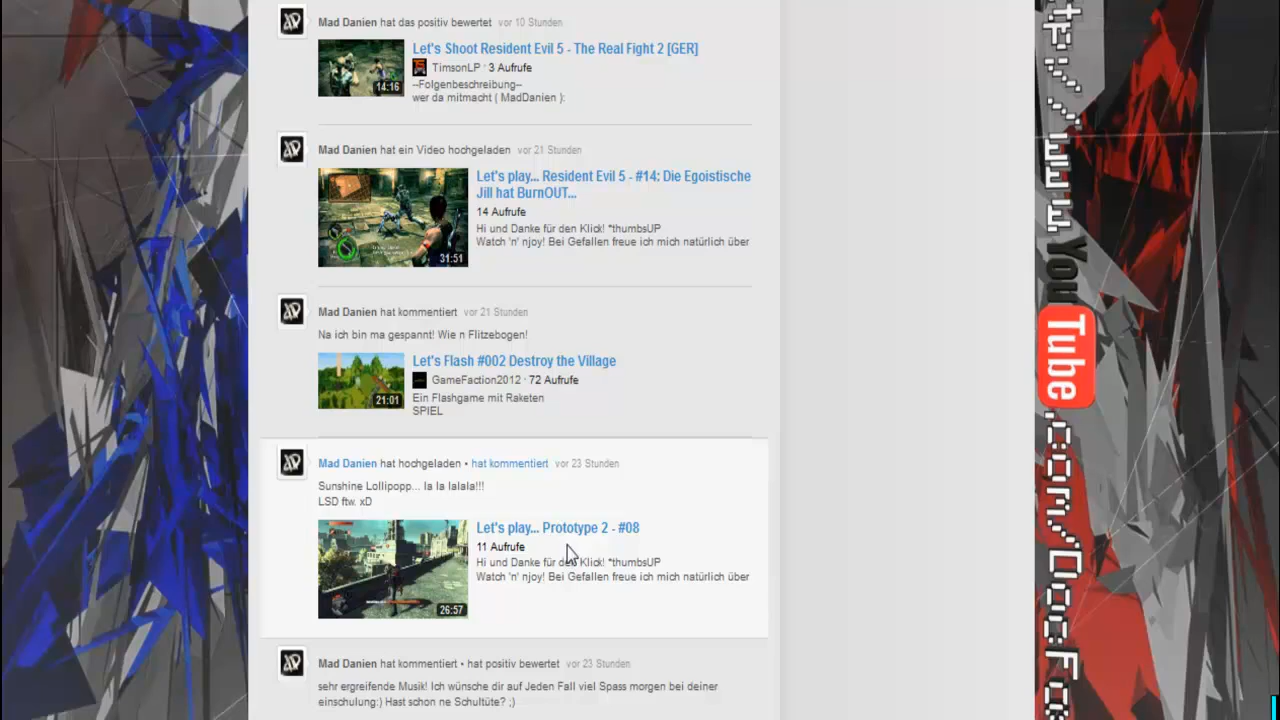 Mad Danien hat das positiv bewertet vor 10 Stunden
Let's Shoot Resident Evil 5 - The Real Fight 2 [GER]
TimsonLP · 3 Aufrufe
--Folgenbeschreibung--
wer da mitmacht ( MadDanien ):
14:16
Mad Danien hat ein Video hochgeladen vor 21 Stunden
Let's play... Resident Evil 5 - #14: Die Egoistische
Jill hat BurnOUT...
14 Aufrufe
Hi und Danke für den Klick! *thumbsUP
Watch 'n' njoy! Bei Gefallen freue ich mich natürlich über
31:51
Mad Danien hat kommentiert vor 21 Stunden
Na ich bin ma gespannt! Wie n Flitzebogen!
Let's Flash #002 Destroy the Village
GameFaction2012 · 72 Aufrufe
Ein Flashgame mit Raketen
SPIEL
21:01
Mad Danien hat hochgeladen • hat kommentiert vor 23 Stunden
Sunshine Lollipopp... la la lalala!!!
LSD ftw. xD
Let's play... Prototype 2 - #08
11 Aufrufe
Hi und Danke für den Klick! *thumbsUP
Watch 'n' njoy! Bei Gefallen freue ich mich natürlich über
26:57
Mad Danien hat kommentiert • hat positiv bewertet vor 23 Stunden
sehr ergreifende Musik! Ich wünsche dir auf Jeden Fall viel Spass morgen bei deiner
einschulung:) Hast schon ne Schultüte? ;)
YouTube.com/Doc